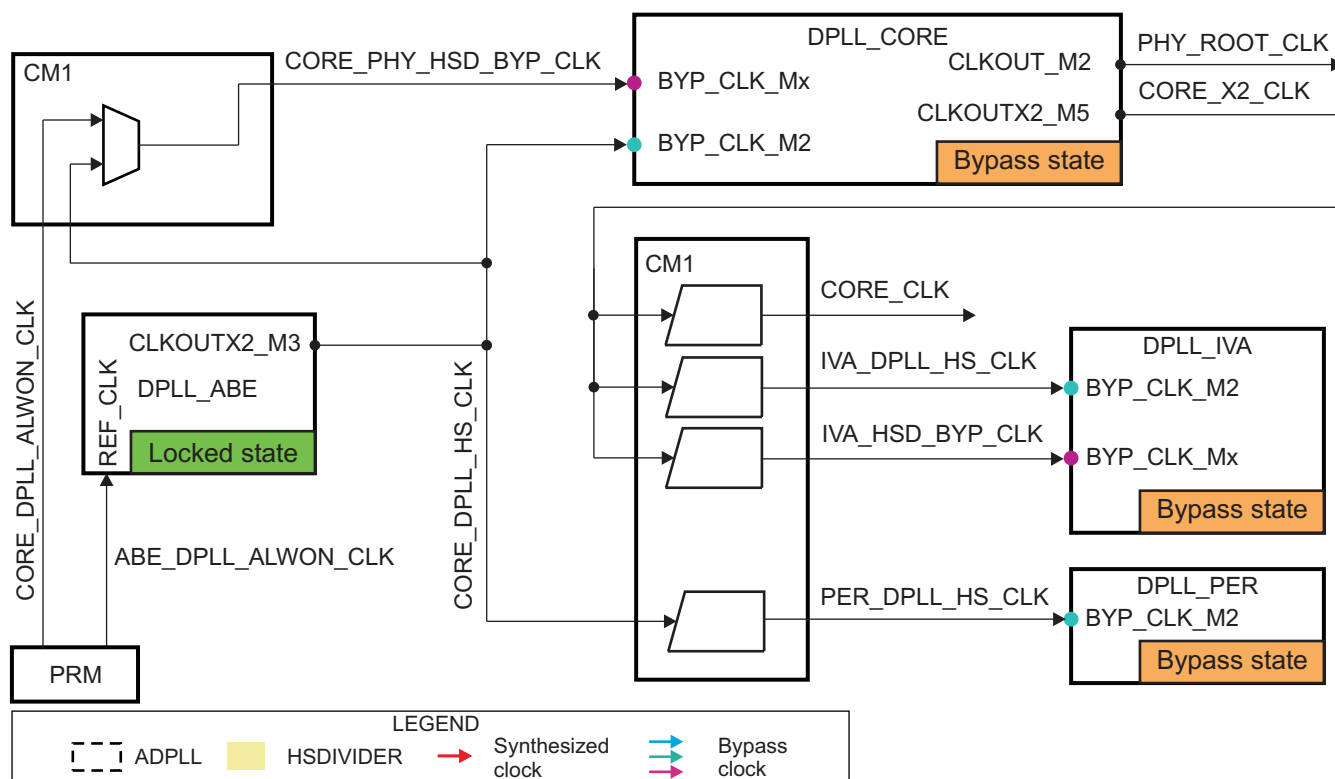 CM1
CORE_PHY_HSD_BYP_CLK
DPLL_CORE
BYP_CLK_Mx
BYP_CLK_M2
CLKOUT_M2
CLKOUTX2_M5
Bypass state
PHY_ROOT_CLK
CORE_X2_CLK
CORE_DPLL_ALWON_CLK
CLKOUTX2_M3
DPLL_ABE
REF_CLK
Locked state
ABE_DPLL_ALWON_CLK
CORE_DPLL_HS_CLK
PRM
CM1
CORE_CLK
IVA_DPLL_HS_CLK
IVA_HSD_BYP_CLK
PER_DPLL_HS_CLK
DPLL_IVA
BYP_CLK_M2
BYP_CLK_Mx
Bypass state
DPLL_PER
BYP_CLK_M2
Bypass state
LEGEND
ADPLL
HSDIVIDER
Synthesized
clock
Bypass
clock